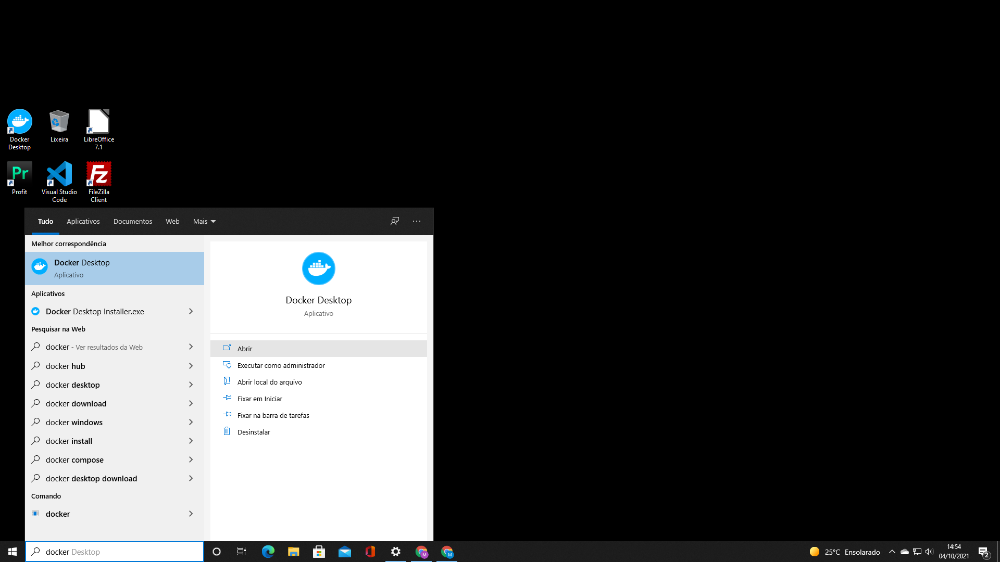 Docker
Desktop
Lixeira
LibreOffice
7.1
Pr
Profit
Visual Studio
Code
Fz
FileZilla
Client
Tudo
Aplicativos
Documentos
Web
Mais
Melhor correspondência
Docker Desktop
Aplicativo
Aplicativos
Docker Desktop Installer.exe
Pesquisar na Web
docker - Ver resultados da Web
docker hub
docker desktop
docker download
docker windows
docker install
docker compose
docker desktop download
Comando
docker
Docker Desktop
Aplicativo
Abrir
Executar como administrador
Abrir local do arquivo
Fixar em Iniciar
Fixar na barra de tarefas
Desinstalar
docker Desktop
M
M
25°C Ensolarado
14:54
04/10/2021
2